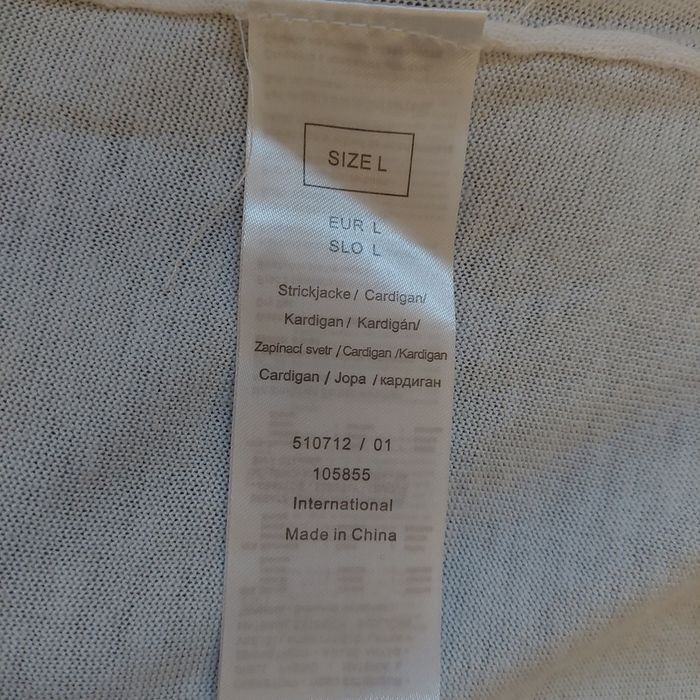 SIZE L
EUR L
SLO L
Strickjacke / Cardigan/
Kardigan / Kardigán/
Zapínací svetr / Cardigan /Kardigan
Cardigan / Jopa / кардиган
510712 / 01
105855
International
Made in China